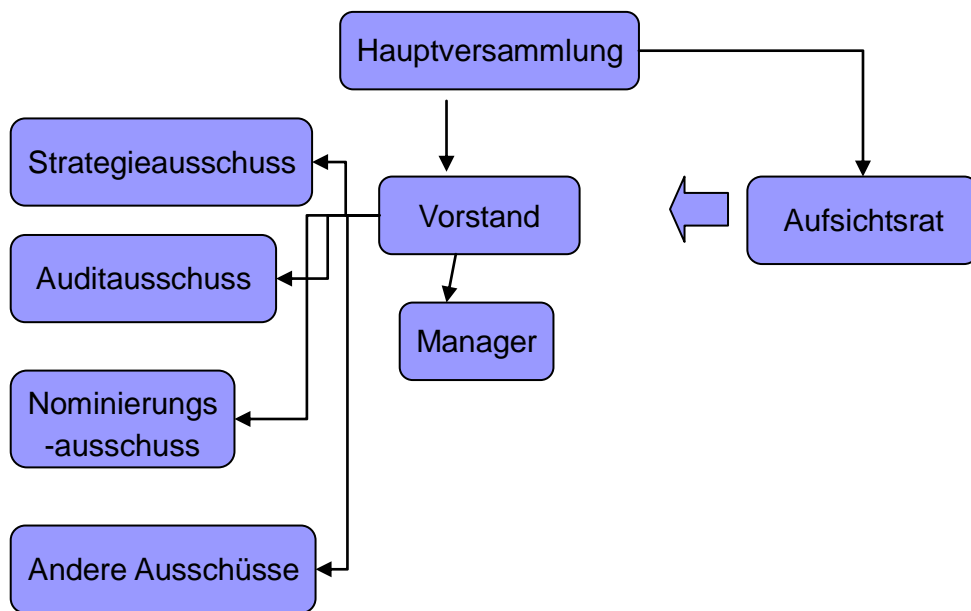 Hauptversammlung
Strategieausschuss
Vorstand
Aufsichtsrat
Auditausschuss
Manager
Nominierungs
-ausschuss
Andere Ausschüsse